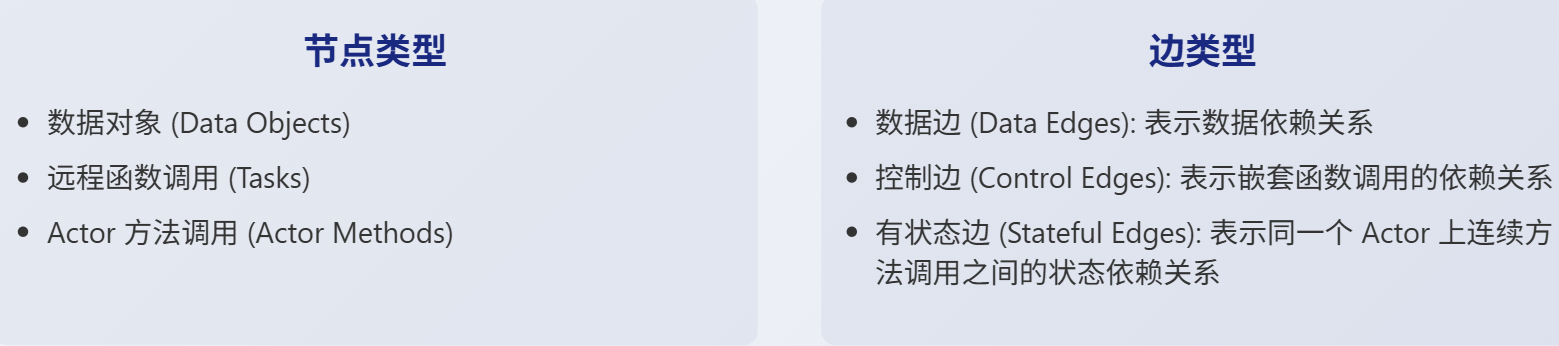 节点类型
• 数据对象 (Data Objects)
• 远程函数调用 (Tasks)
• Actor 方法调用 (Actor Methods)
边类型
• 数据边 (Data Edges): 表示数据依赖关系
• 控制边 (Control Edges): 表示嵌套函数调用的依赖关系
• 有状态边 (Stateful Edges): 表示同一个 Actor 上连续方
法调用之间的状态依赖关系